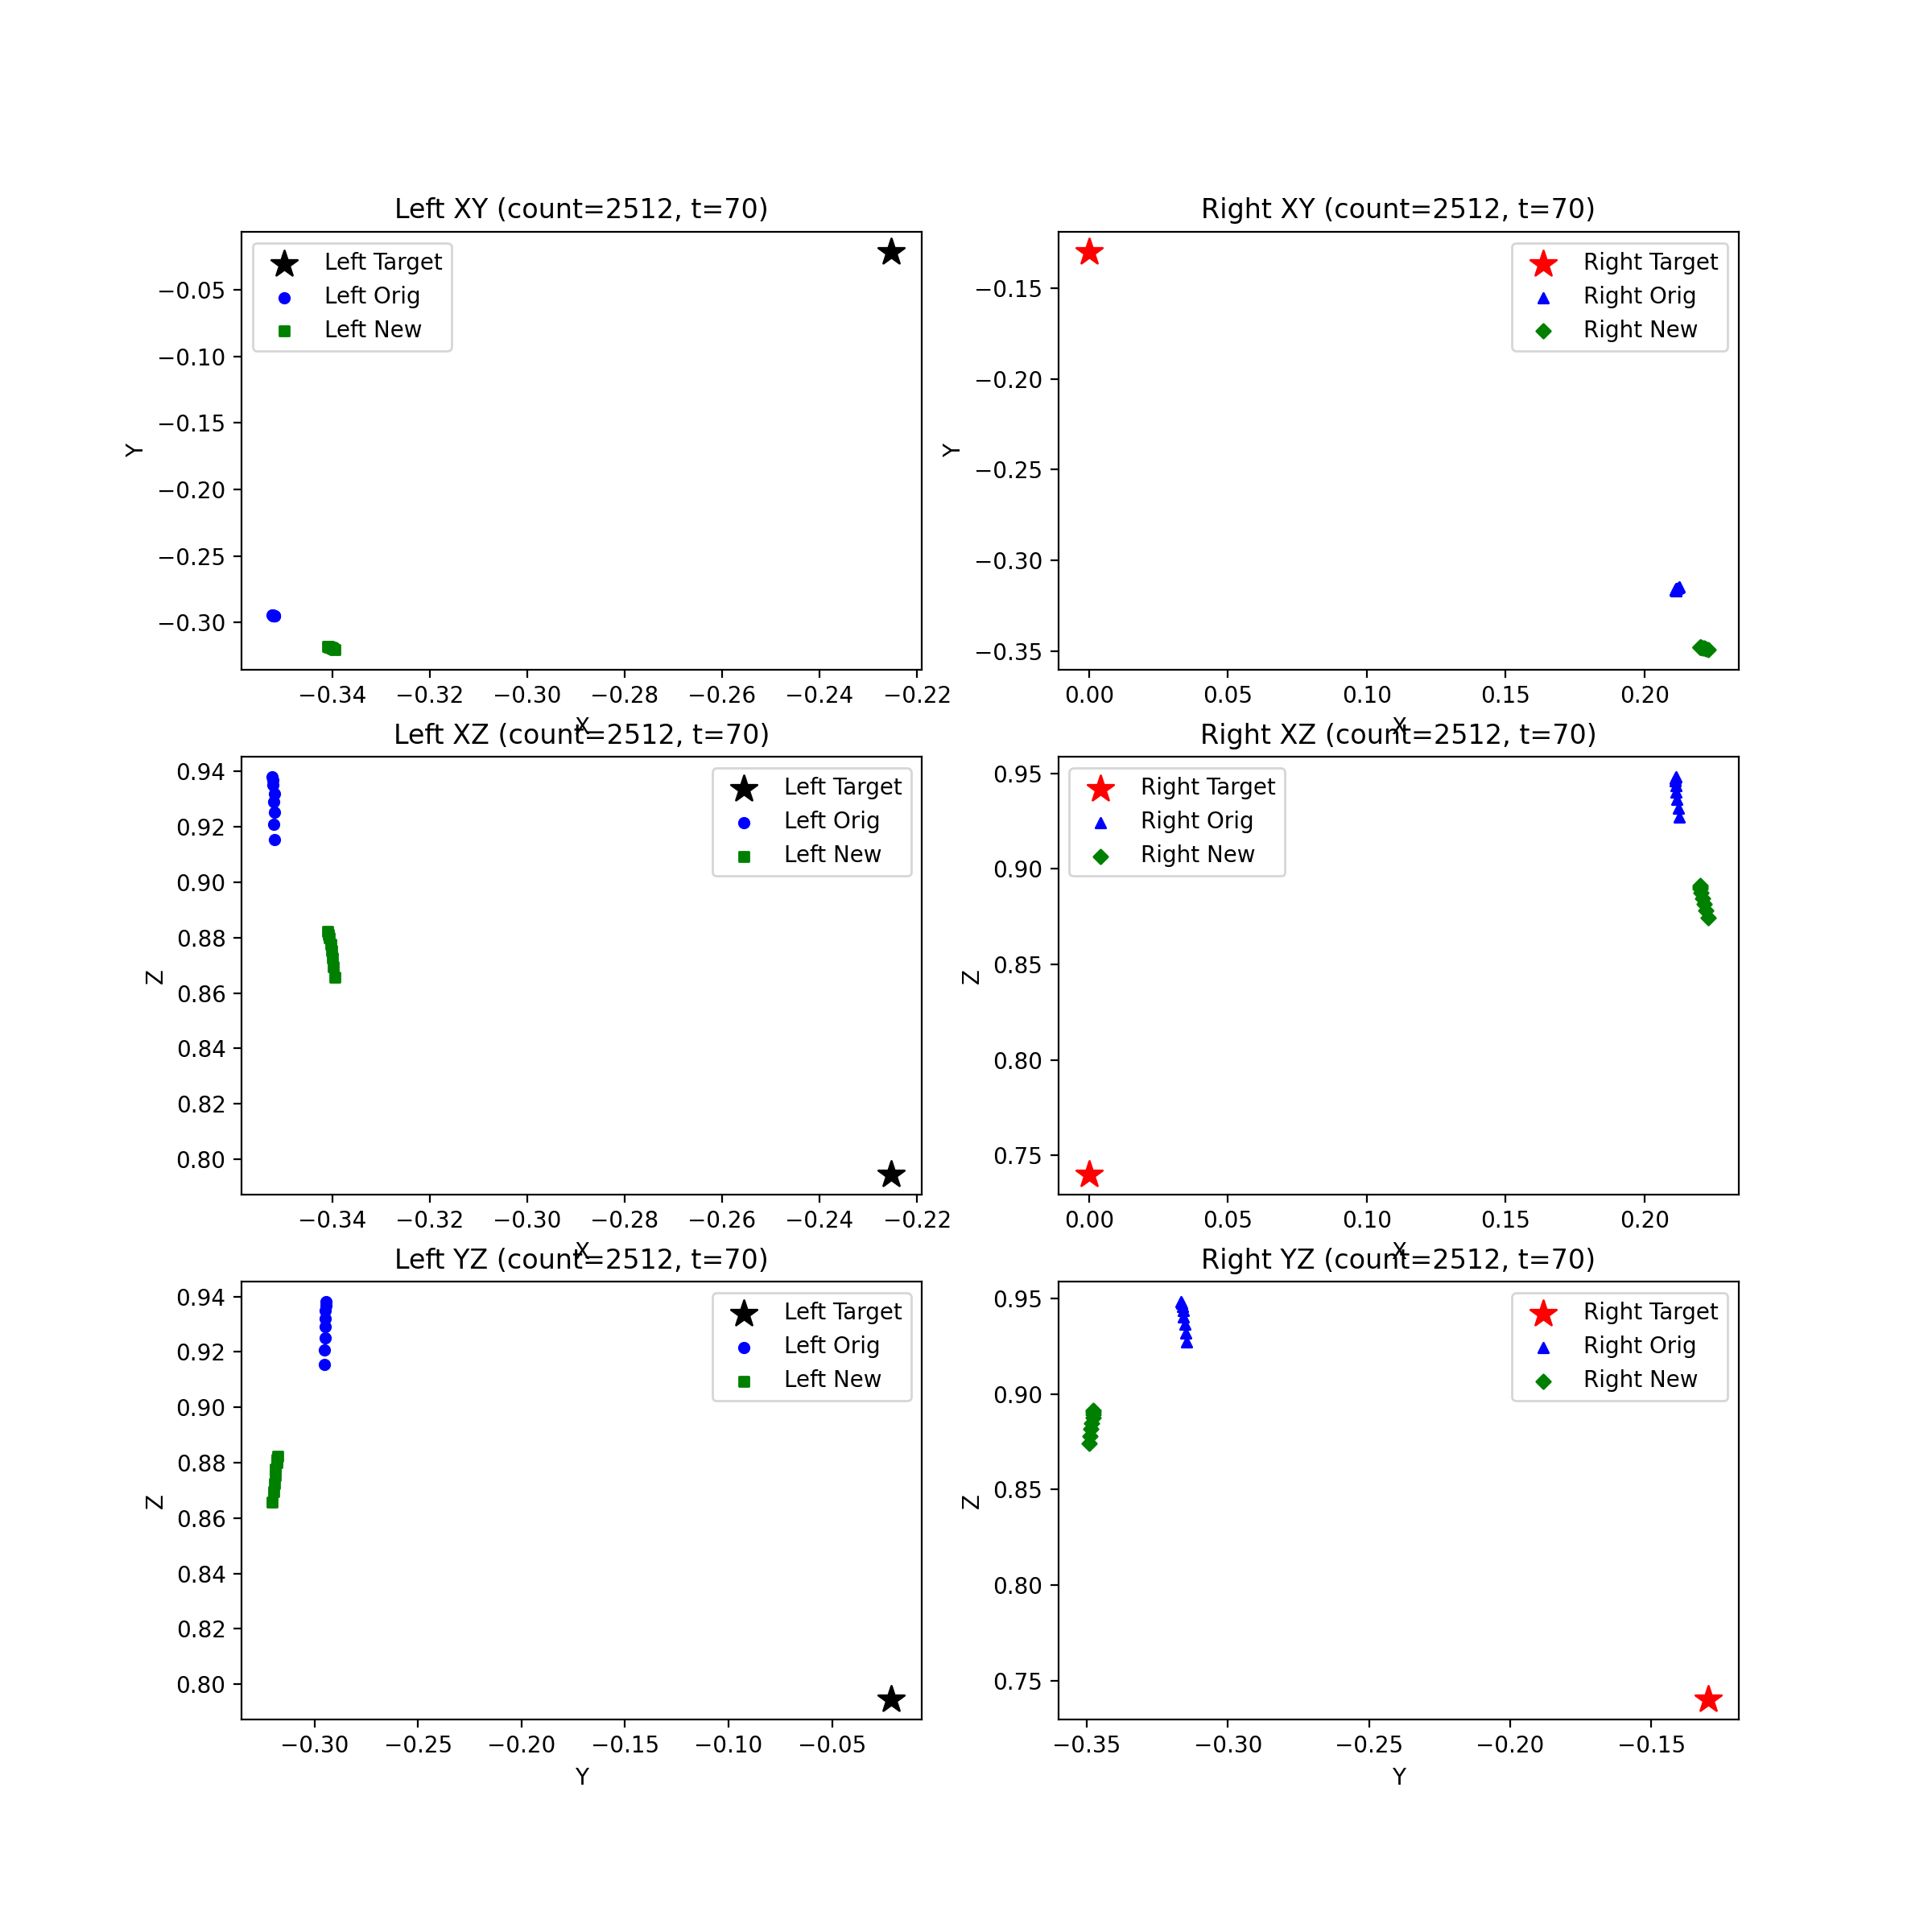 Left XY (count=2512, t=70)
Left Target
Left Orig
Left New
Y
−0.05
−0.10
−0.15
−0.20
−0.25
−0.30
−0.34
−0.32
−0.30
−0.28
−0.26
−0.24
−0.22
X
Right XY (count=2512, t=70)
Right Target
Right Orig
Right New
Y
−0.15
−0.20
−0.25
−0.30
−0.35
0.00
0.05
0.10
0.15
0.20
X
Left XZ (count=2512, t=70)
Left Target
Left Orig
Left New
Z
0.94
0.92
0.90
0.88
0.86
0.84
0.82
0.80
−0.34
−0.32
−0.30
−0.28
−0.26
−0.24
−0.22
X
Right XZ (count=2512, t=70)
Right Target
Right Orig
Right New
Z
0.95
0.90
0.85
0.80
0.75
0.00
0.05
0.10
0.15
0.20
X
Left YZ (count=2512, t=70)
Left Target
Left Orig
Left New
Z
0.94
0.92
0.90
0.88
0.86
0.84
0.82
0.80
−0.30
−0.25
−0.20
−0.15
−0.10
−0.05
Y
Right YZ (count=2512, t=70)
Right Target
Right Orig
Right New
Z
0.95
0.90
0.85
0.80
0.75
−0.35
−0.30
−0.25
−0.20
−0.15
Y